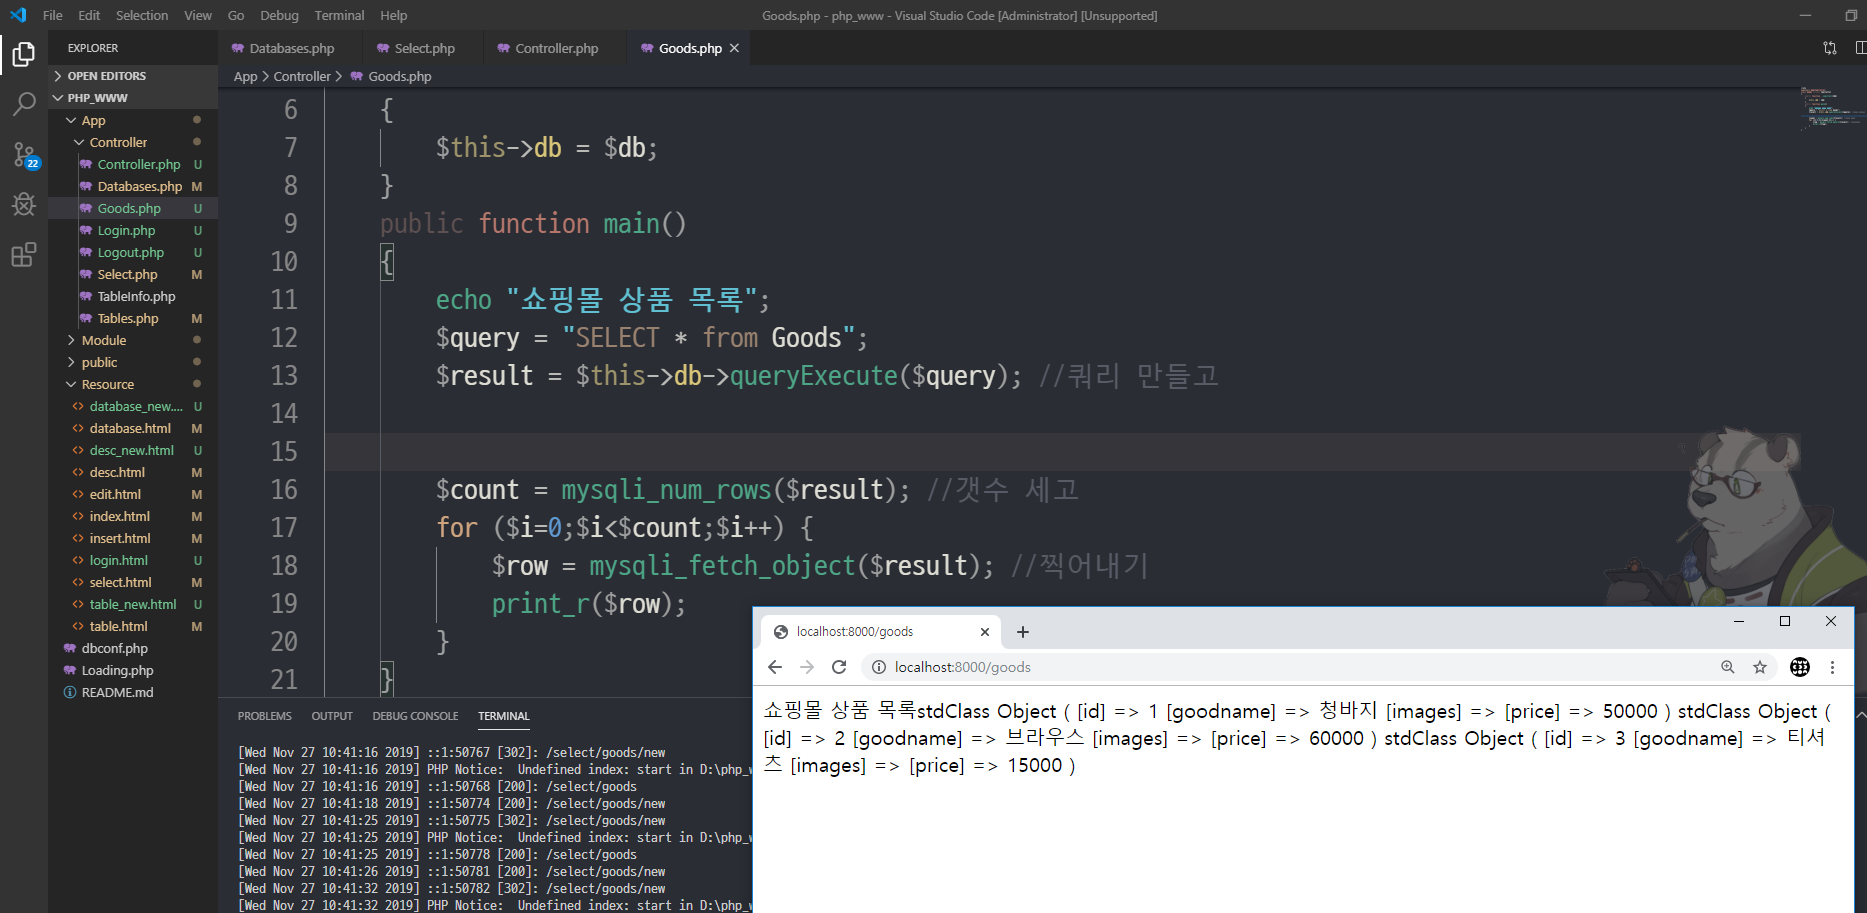 File Edit Selection View Go Debug Terminal Help
Goods.php - php_www - Visual Studio Code [Administrator] [Unsupported]
EXPLORER
OPEN EDITORS
PHP_WWW
App
Controller
Controller.php U
Databases.php M
Goods.php U
Login.php U
Logout.php U
Select.php M
TableInfo.php
Tables.php M
Module
public
Resource
database_new.... U
database.html M
desc_new.html U
desc.html M
edit.html M
index.html M
insert.html M
login.html U
select.html M
table_new.html U
table.html M
dbconf.php
Loading.php
README.md
22
Databases.php Select.php Controller.php Goods.php
App > Controller > Goods.php
6 {
7 $this->db = $db;
8 }
9 public function main()
10 {
11 echo "쇼핑몰 상품 목록";
12 $query = "SELECT * from Goods";
13 $result = $this->db->queryExecute($query); //쿼리 만들고
14
15
16 $count = mysqli_num_rows($result); //갯수 세고
17 for ($i=0;$i<$count;$i++) {
18 $row = mysqli_fetch_object($result); //찍어내기
19 print_r($row);
20 }
21 }
PROBLEMS OUTPUT DEBUG CONSOLE TERMINAL
[Wed Nov 27 10:41:16 2019] ::1:50767 [302]: /select/goods/new
[Wed Nov 27 10:41:16 2019] PHP Notice:  Undefined index: start in D:\php_w
[Wed Nov 27 10:41:16 2019] ::1:50768 [200]: /select/goods
[Wed Nov 27 10:41:18 2019] ::1:50774 [200]: /select/goods/new
[Wed Nov 27 10:41:25 2019] ::1:50775 [302]: /select/goods/new
[Wed Nov 27 10:41:25 2019] PHP Notice:  Undefined index: start in D:\php_w
[Wed Nov 27 10:41:25 2019] ::1:50778 [200]: /select/goods
[Wed Nov 27 10:41:26 2019] ::1:50781 [200]: /select/goods/new
[Wed Nov 27 10:41:32 2019] ::1:50782 [302]: /select/goods/new
[Wed Nov 27 10:41:32 2019] PHP Notice:  Undefined index: start in D:\php_w
localhost:8000/goods
localhost:8000/goods
쇼핑몰 상품 목록stdClass Object ( [id] => 1 [goodname] => 청바지 [images] => [price] => 50000 ) stdClass Object (
[id] => 2 [goodname] => 브라우스 [images] => [price] => 60000 ) stdClass Object ( [id] => 3 [goodname] => 티셔
츠 [images] => [price] => 15000 )